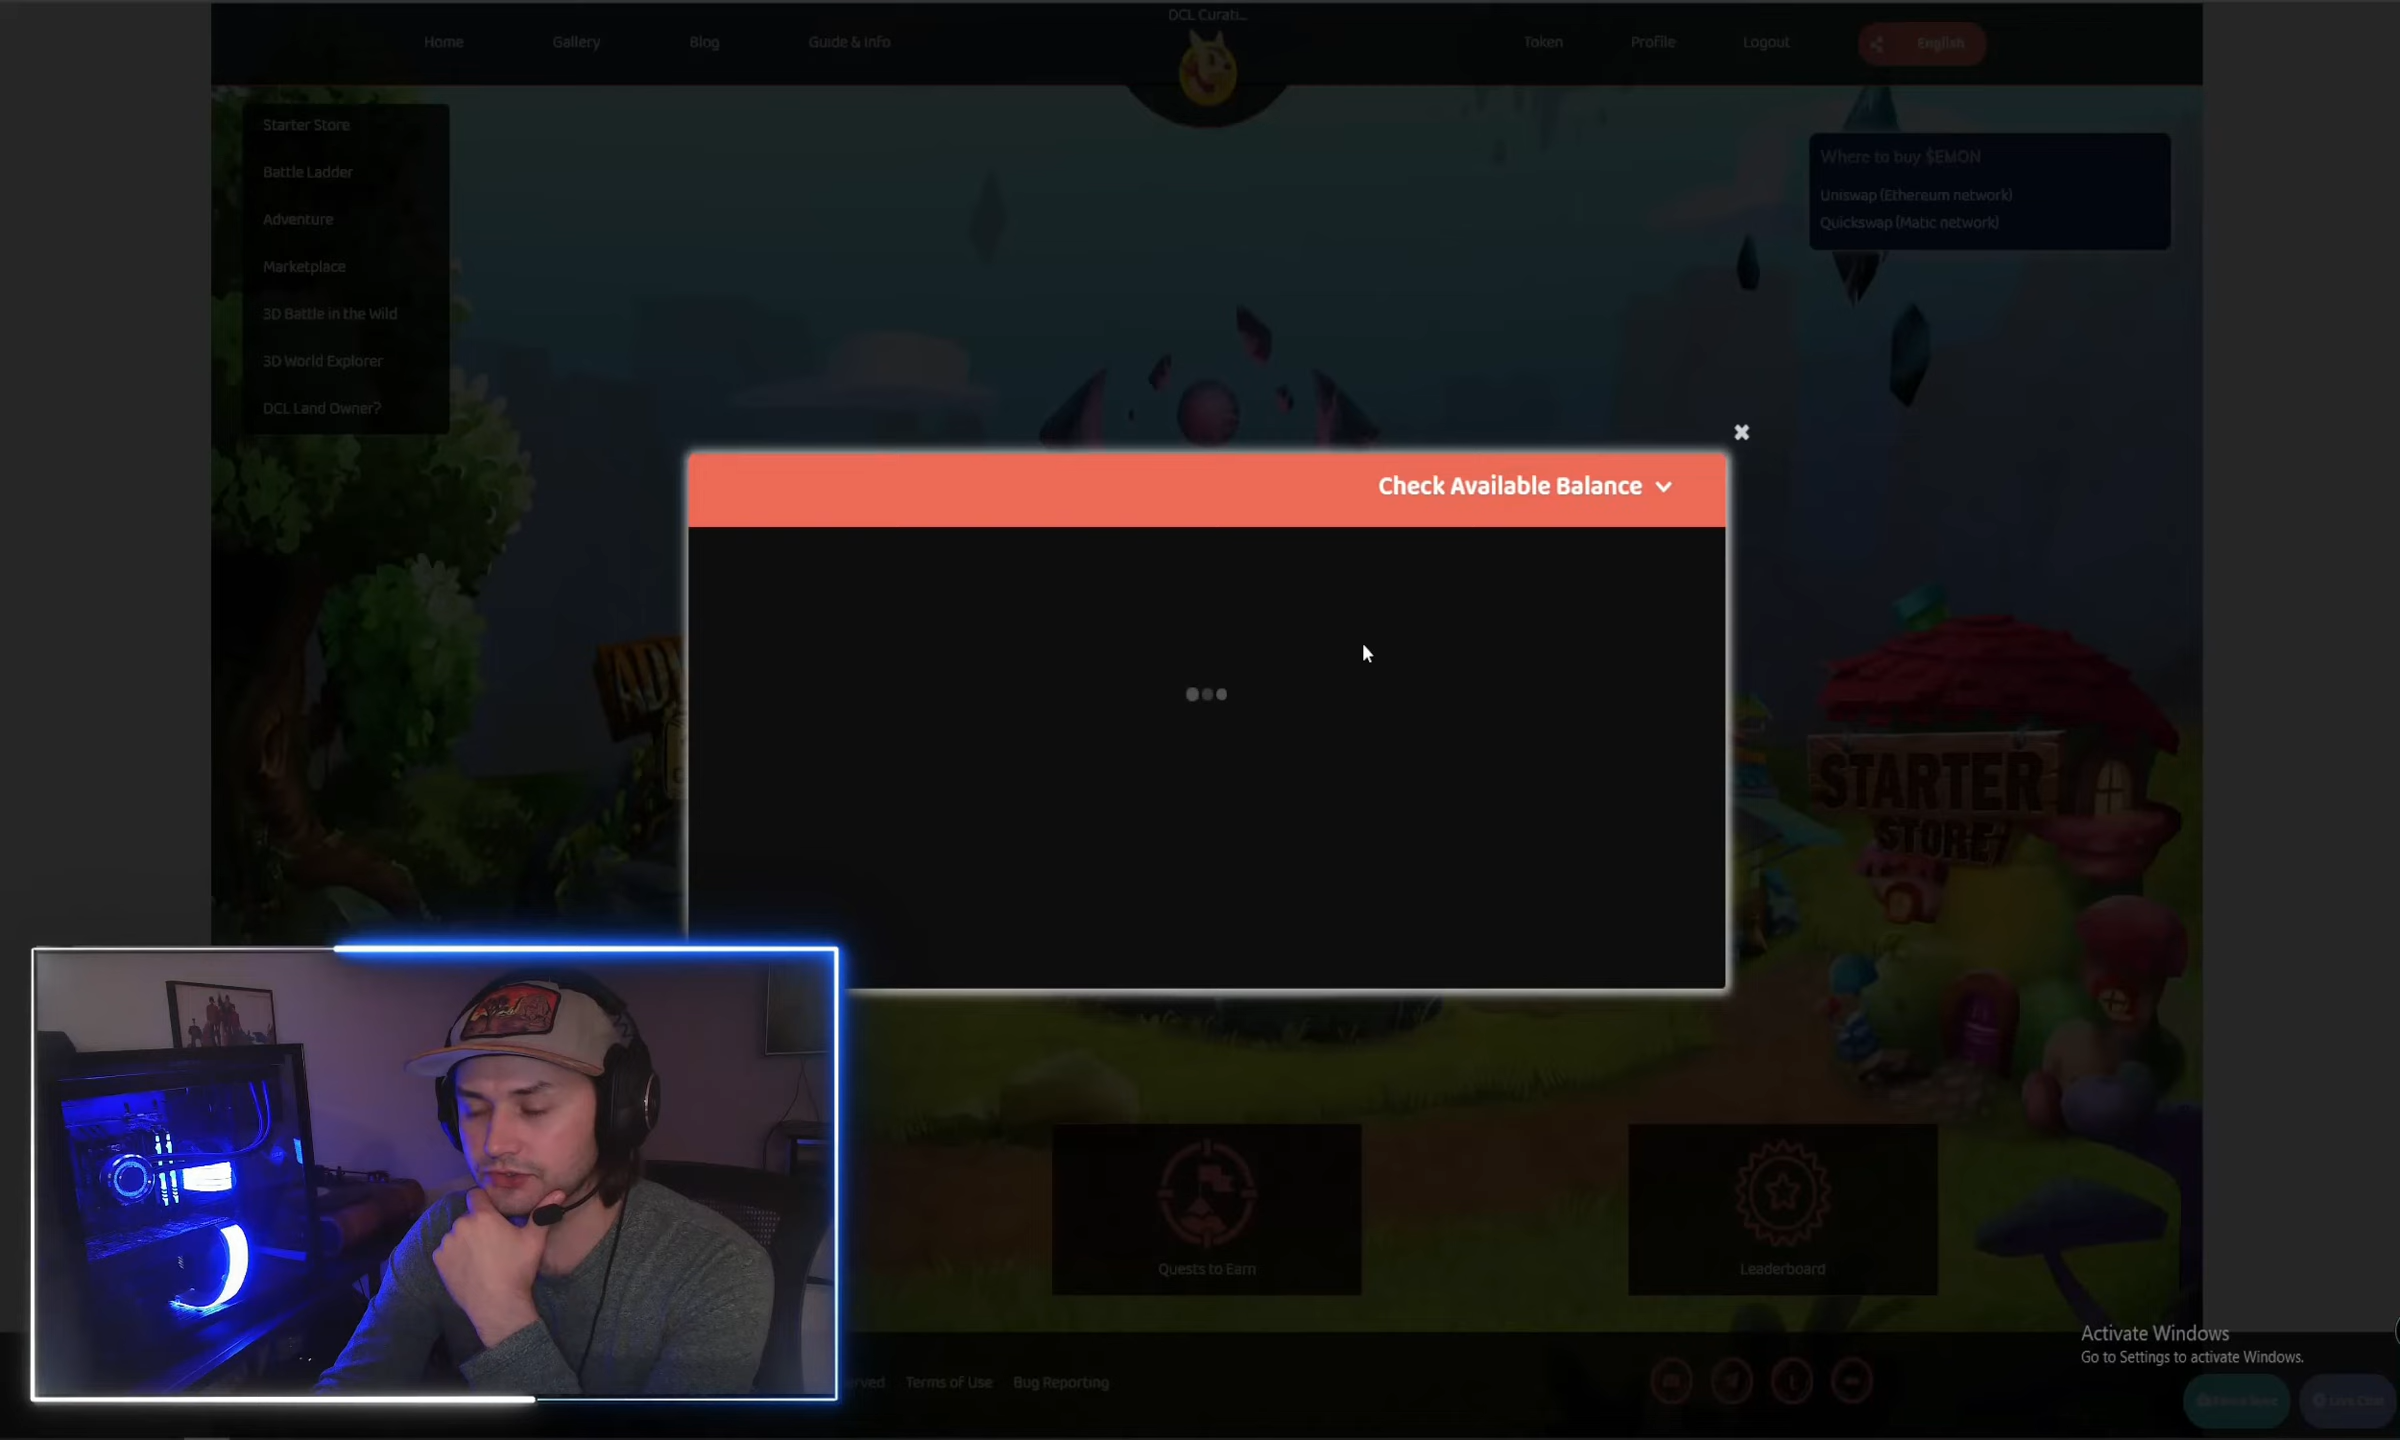 DCL Curati...
Home
Gallery
Blog
Guide & Info
Token
Profile
Logout
English
Starter Store
Battle Ladder
Adventure
Marketplace
3D Battle in the Wild
3D World Explorer
DCL Land Owner?
Where to buy $EMON
Uniswap (Ethereum network)
Quickswap (Matic network)
Check Available Balance
STARTER
STORE
Quests to Earn
Leaderboard
Activate Windows
Go to Settings to activate Windows.
Terms of Use
Bug Reporting
Live Chat